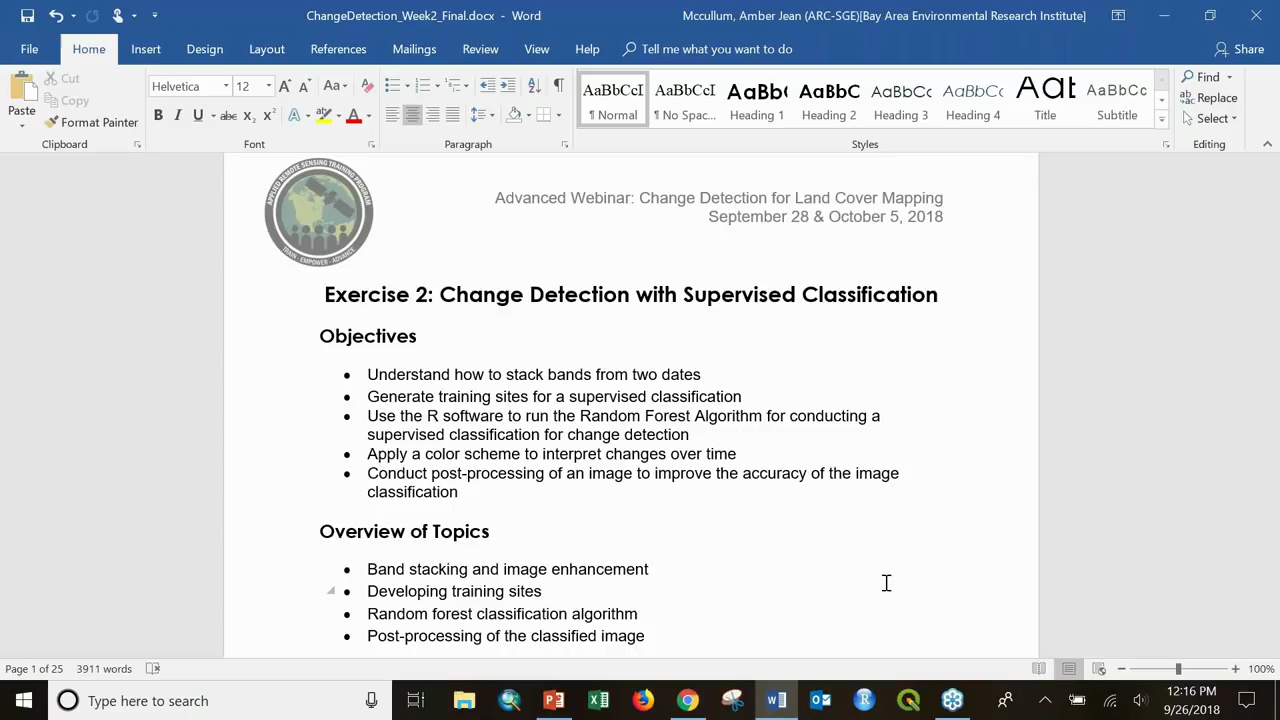 ChangeDetection_Week2_Final.docx - Word
Mccullum, Amber Jean (ARC-SGE)[Bay Area Environmental Research Institute]
File Home Insert Design Layout References Mailings Review View Help Tell me what you want to do Share
Paste
Cut
Copy
Format Painter
Clipboard
Helvetica 12
Font
Paragraph
AaBbCcI AaBbCcI AaBb( AaBbC AaBbCc AaBbCc Aat AaBbCc
¶ Normal ¶ No Spac... Heading 1 Heading 2 Heading 3 Heading 4 Title Subtitle
Styles
Find
Replace
Select
Editing
APPLIED REMOTE SENSING TRAINING PROGRAM
TRAIN - EMPOWER - ADVANCE
Advanced Webinar: Change Detection for Land Cover Mapping
September 28 & October 5, 2018
Exercise 2: Change Detection with Supervised Classification
Objectives
• Understand how to stack bands from two dates
• Generate training sites for a supervised classification
• Use the R software to run the Random Forest Algorithm for conducting a
supervised classification for change detection
• Apply a color scheme to interpret changes over time
• Conduct post-processing of an image to improve the accuracy of the image
classification
Overview of Topics
• Band stacking and image enhancement
• Developing training sites
• Random forest classification algorithm
• Post-processing of the classified image
Page 1 of 25 3911 words 100%
Type here to search
12:16 PM
9/26/2018